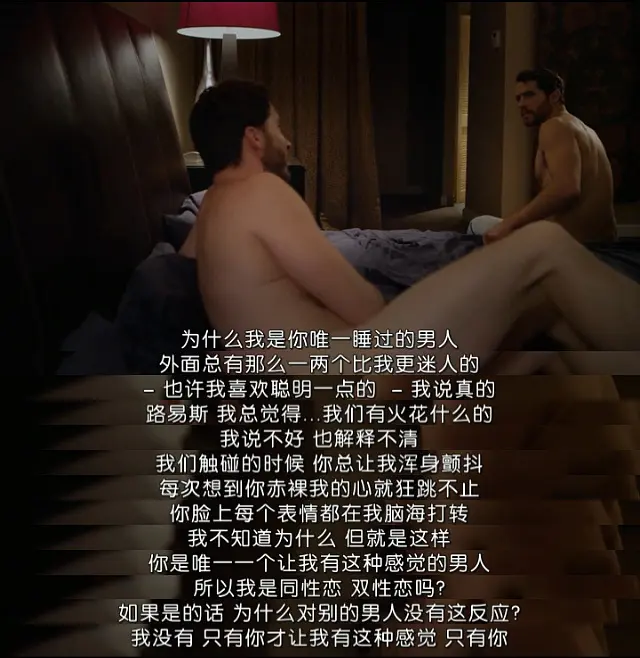 为什么我是你唯一睡过的男人
外面总有那么一两个比我更迷人的
- 也许我喜欢聪明一点的 - 我说真的
路易斯 我总觉得...我们有火花什么的
我说不好 也解释不清
我们触碰的时候 你总让我浑身颤抖
每次想到你赤裸我的心就狂跳不止
你脸上每个表情都在我脑海打转
我不知道为什么 但就是这样
你是唯一一个让我有这种感觉的男人
所以我是同性恋 双性恋吗?
如果是的话 为什么对别的男人没有这反应?
我没有 只有你才让我有这种感觉 只有你